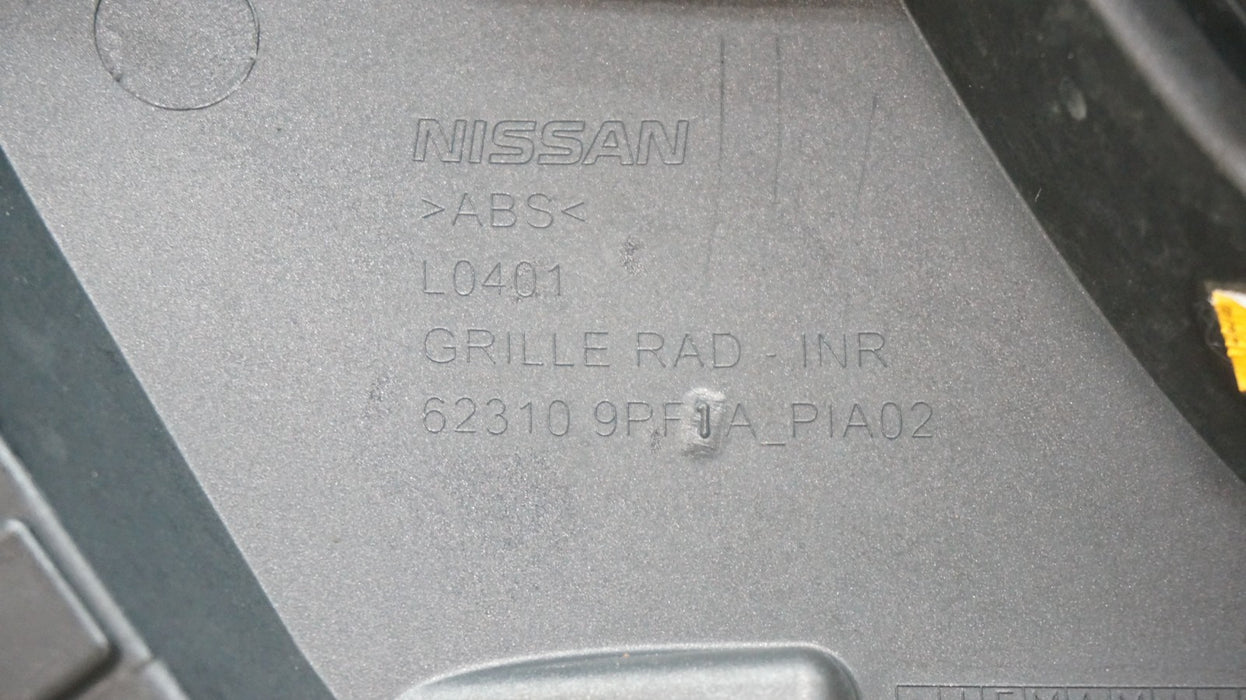 NISSAN
>ABS<
L0401
GRILLE RAD - INR
62310 9PF1A_PIA02